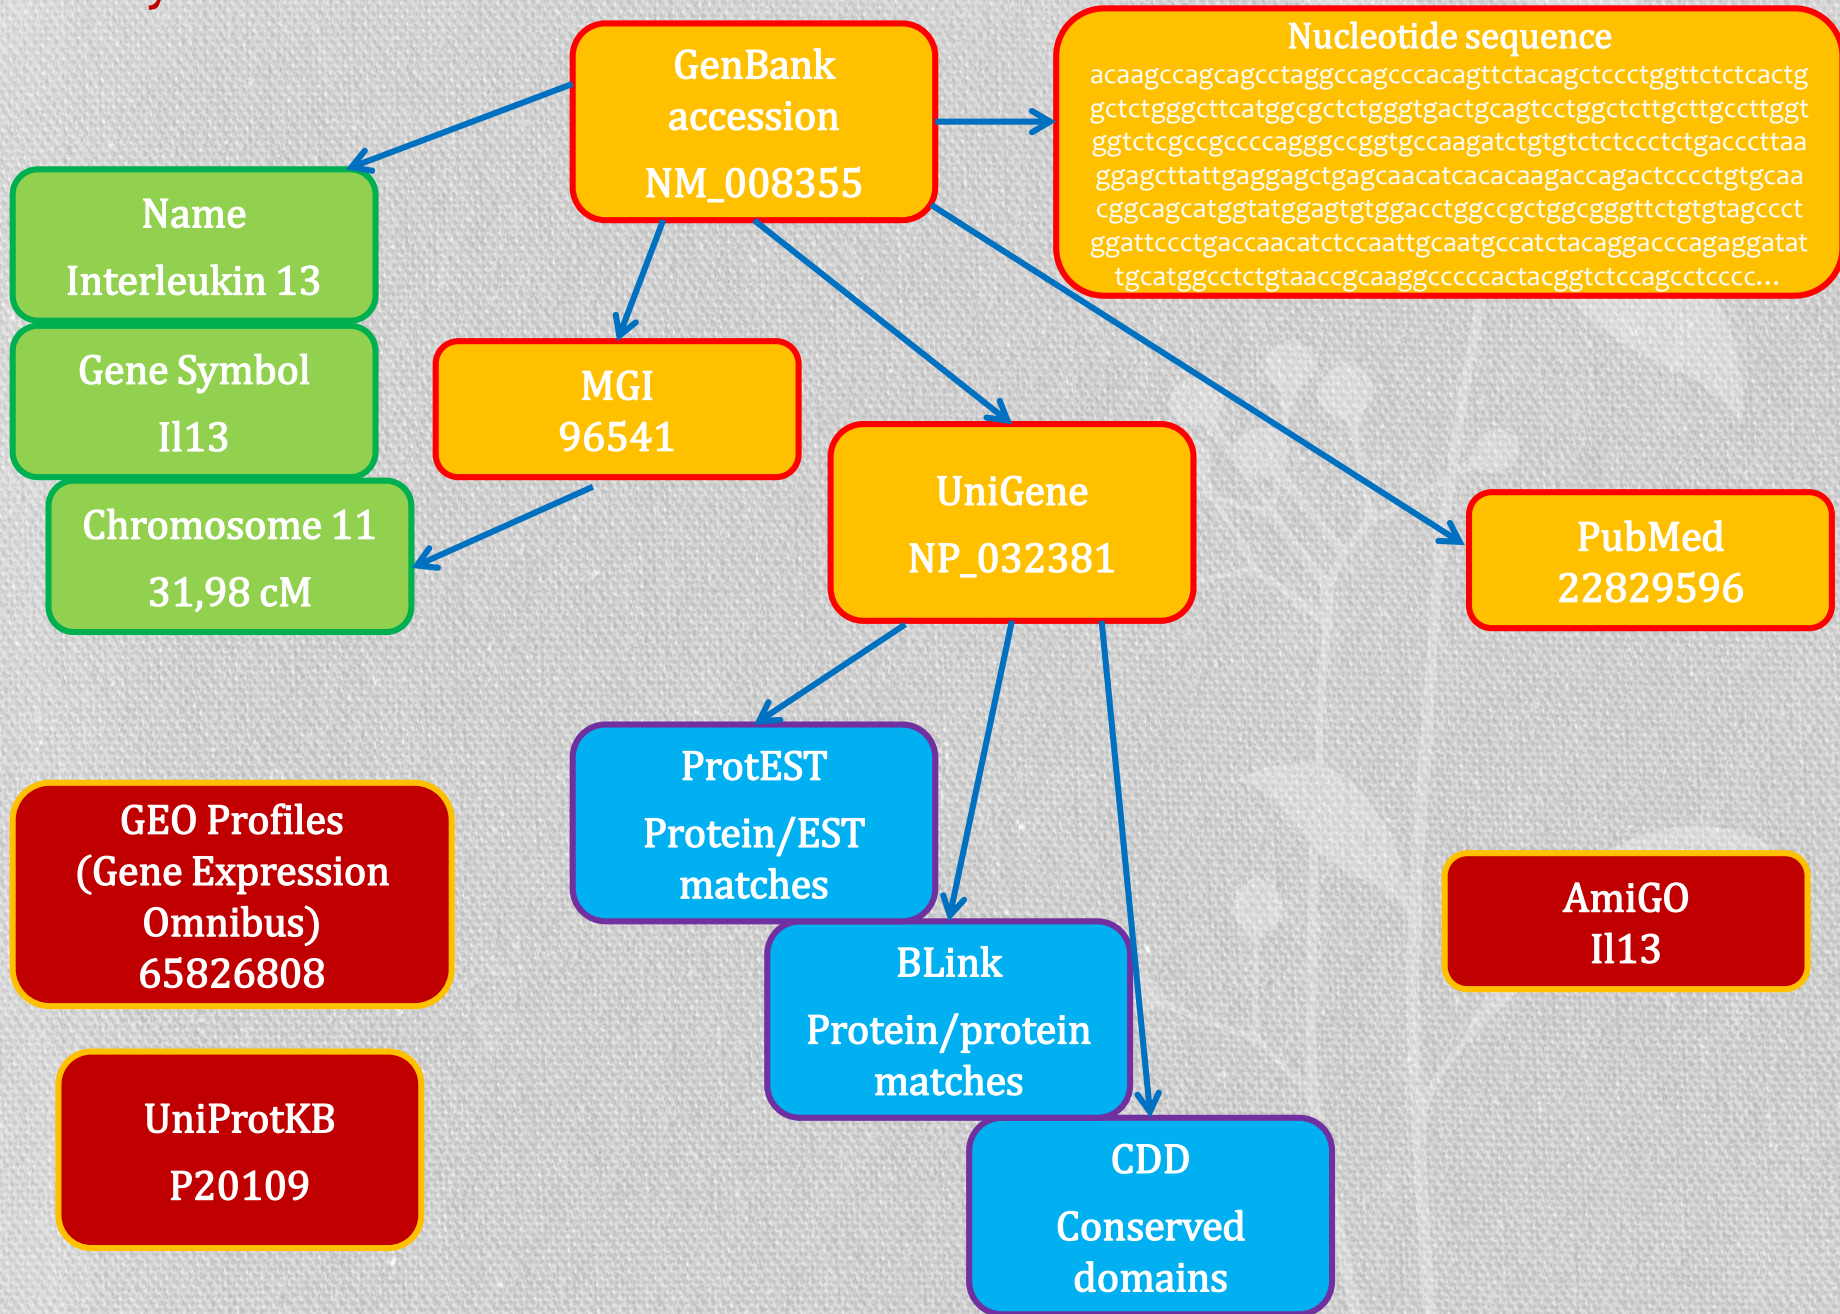 GenBank
accession
NM_008355
Nucleotide sequence
acaagccagcagcctaggccagcccacagttctacagctccctggttctctcactg
gctctgggcttcatggcgctctgggtgactgcagtcctggctcttgcttgccttggt
ggtctcgccgccccagggccggtgccaagatctgtgtctctccctctgacccttaa
ggagcttattgaggagctgagcaacatcacacaagaccagactcccctgtgcaa
cggcagcatggtatggagtgtggacctggccgctggcgggttctgtgtagccct
ggattccctgaccaacatctccaattgcaatgccatctacaggacccagaggatat
tgcatggcctctgtaaccgcaaggcccccactacggtctccagcctcccc...
Name
Interleukin 13
Gene Symbol
Il13
Chromosome 11
31,98 cM
MGI
96541
UniGene
NP_032381
PubMed
22829596
ProtEST
Protein/EST
matches
BLink
Protein/protein
matches
CDD
Conserved
domains
GEO Profiles
(Gene Expression
Omnibus)
65826808
UniProtKB
P20109
AmiGO
Il13